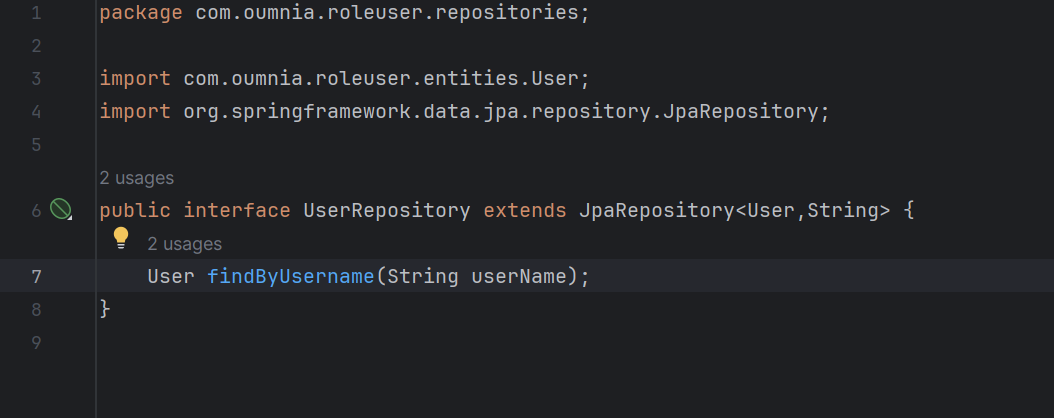 1 package com.oumnia.roleuser.repositories;
2
3 import com.oumnia.roleuser.entities.User;
4 import org.springframework.data.jpa.repository.JpaRepository;
5
2 usages
6 public interface UserRepository extends JpaRepository<User,String> {
2 usages
7 User findByUsername(String userName);
8 }
9